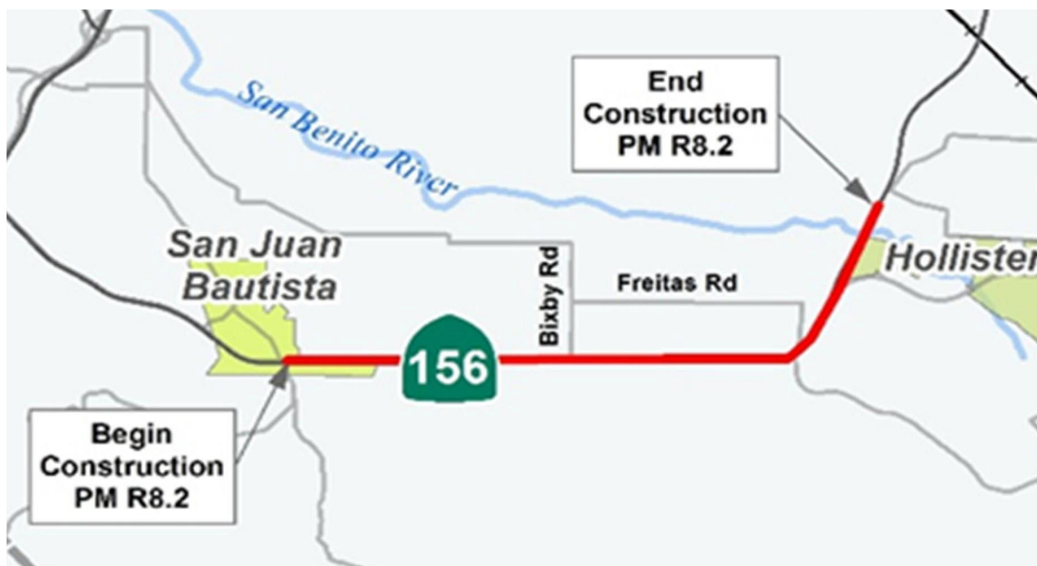 End
Construction
PM R8.2
San Benito River
San Juan
Bautista
Bixby Rd
Freitas Rd
Hollister
156
Begin
Construction
PM R8.2